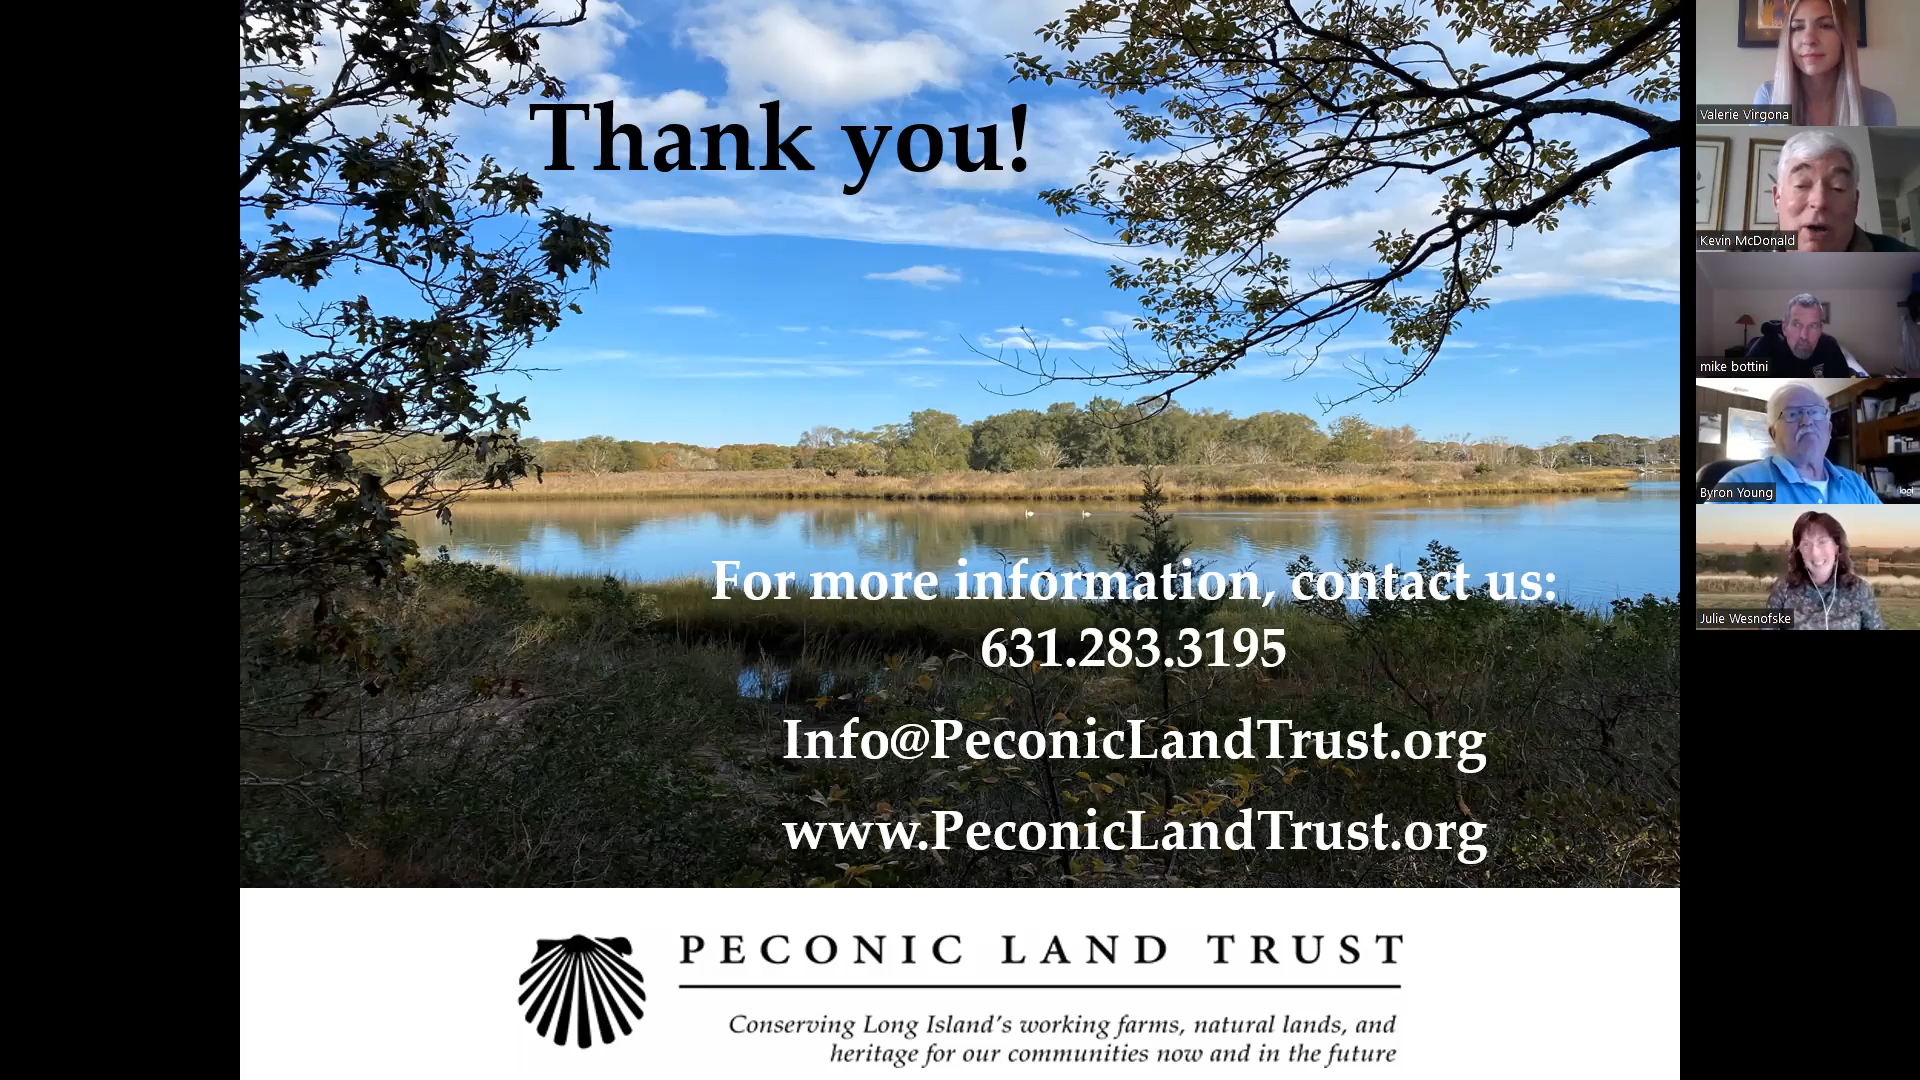 Thank you!
For more information, contact us:
631.283.3195
Info@PeconicLandTrust.org
www.PeconicLandTrust.org
PECONIC LAND TRUST
Conserving Long Island's working farms, natural lands, and
heritage for our communities now and in the future
Valerie Virgona
Kevin McDonald
mike bottini
Byron Young
Julie Wesnofske